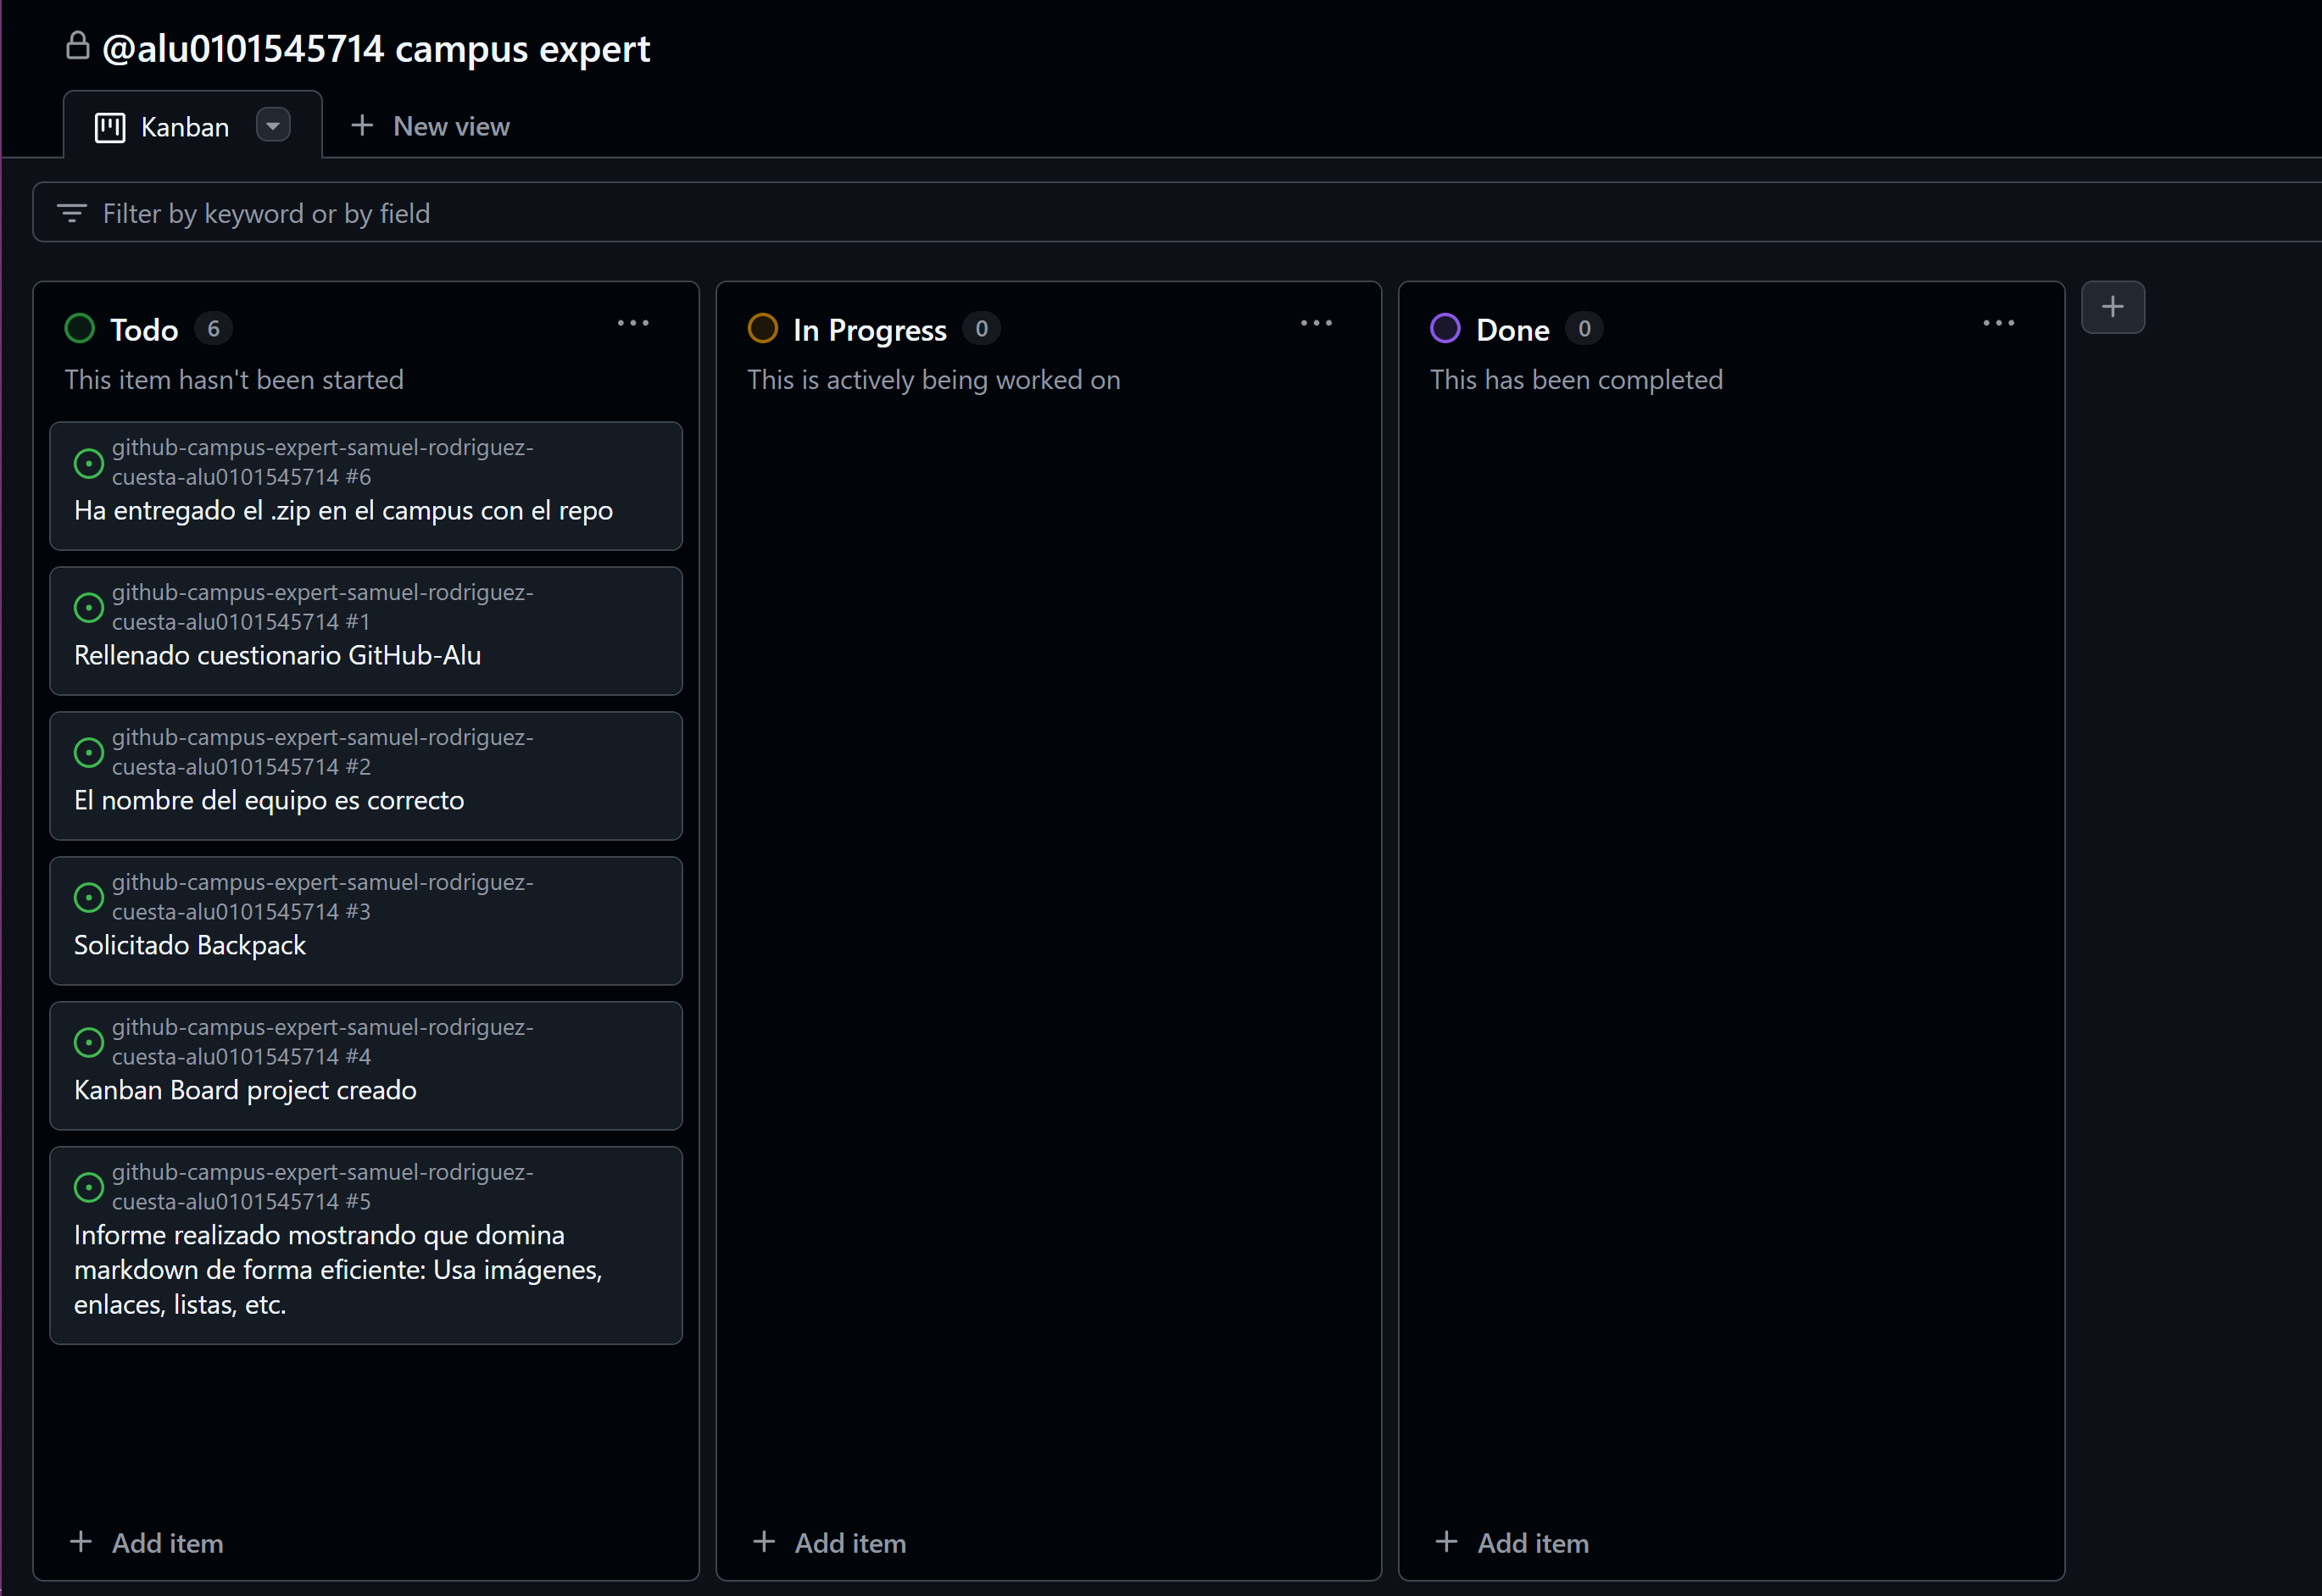 @alu0101545714 campus expert
Kanban
New view
Filter by keyword or by field
Todo 6
This item hasn't been started
github-campus-expert-samuel-rodriguez-
cuesta-alu0101545714 #6
Ha entregado el .zip en el campus con el repo
github-campus-expert-samuel-rodriguez-
cuesta-alu0101545714 #1
Rellenado cuestionario GitHub-Alu
github-campus-expert-samuel-rodriguez-
cuesta-alu0101545714 #2
El nombre del equipo es correcto
github-campus-expert-samuel-rodriguez-
cuesta-alu0101545714 #3
Solicitado Backpack
github-campus-expert-samuel-rodriguez-
cuesta-alu0101545714 #4
Kanban Board project creado
github-campus-expert-samuel-rodriguez-
cuesta-alu0101545714 #5
Informe realizado mostrando que domina
markdown de forma eficiente: Usa imágenes,
enlaces, listas, etc.
Add item
In Progress 0
This is actively being worked on
Add item
Done 0
This has been completed
Add item